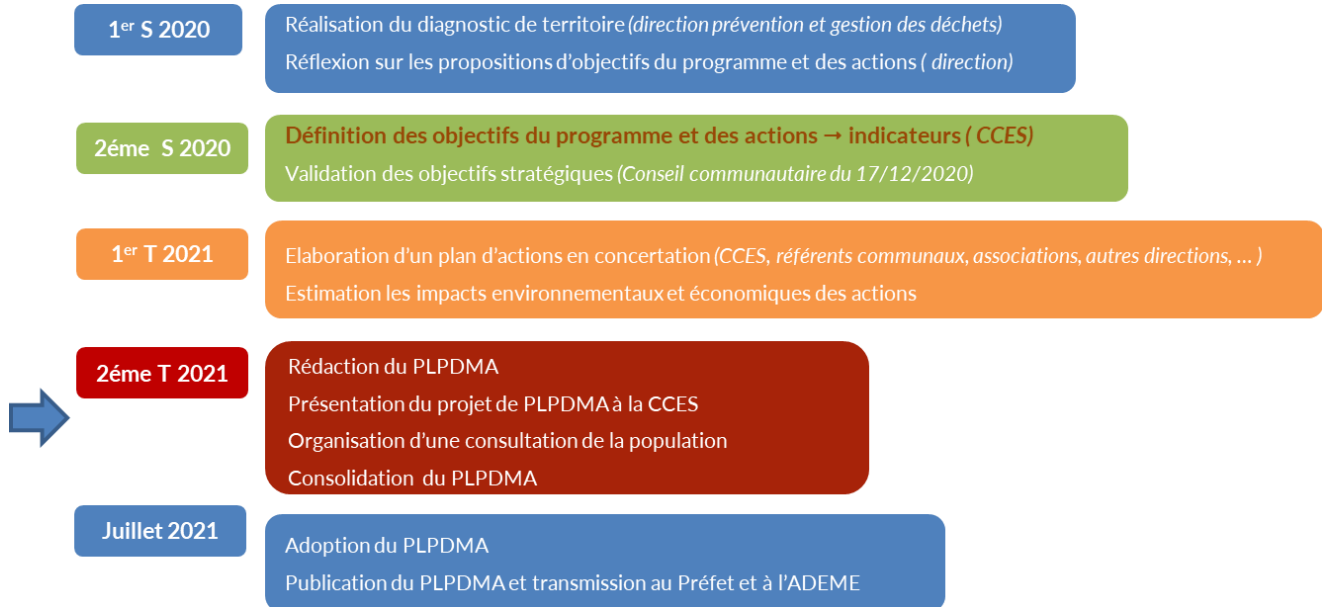 1er S 2020
Réalisation du diagnostic de territoire (direction prévention et gestion des déchets)
Réflexion sur les propositions d'objectifs du programme et des actions ( direction)
2éme S 2020
Définition des objectifs du programme et des actions → indicateurs ( CCES)
Validation des objectifs stratégiques (Conseil communautaire du 17/12/2020)
1er T 2021
Elaboration d'un plan d'actions en concertation (CCES, référents communaux, associations, autres directions, ... )
Estimation les impacts environnementaux et économiques des actions
2éme T 2021
Rédaction du PLPDMA
Présentation du projet de PLPDMA à la CCES
Organisation d'une consultation de la population
Consolidation du PLPDMA
Juillet 2021
Adoption du PLPDMA
Publication du PLPDMA et transmission au Préfet et à l'ADEME